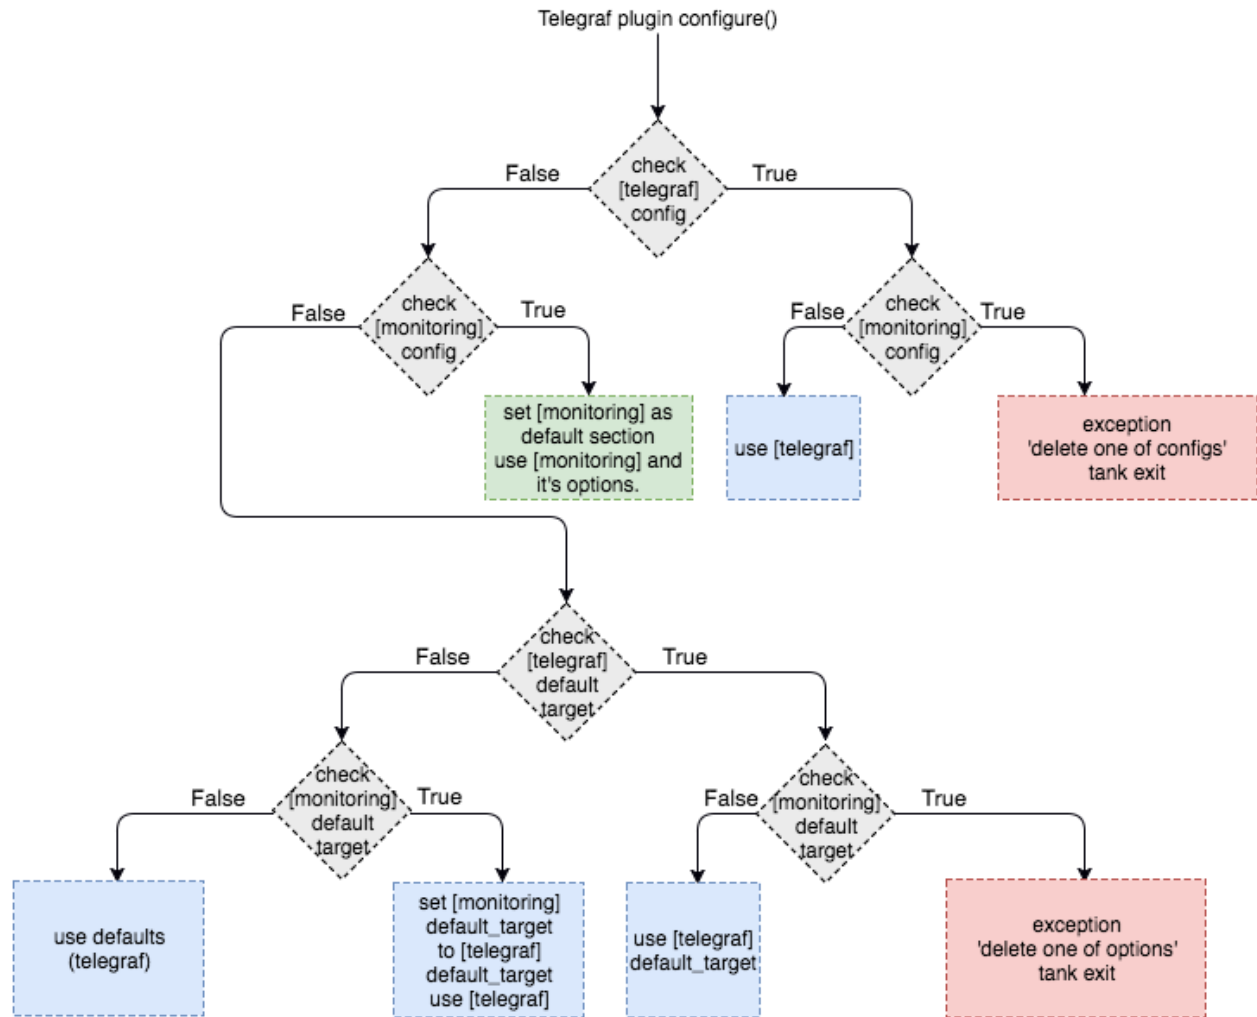 Telegraf plugin configure()
False
True
check
[telegraf]
config
False
True
check
[monitoring]
config
False
True
check
[monitoring]
config
set [monitoring] as
default section
use [monitoring] and
it's options.
use [telegraf]
exception
'delete one of configs'
tank exit
False
True
check
[telegraf]
default
target
False
True
check
[monitoring]
default
target
False
True
check
[monitoring]
default
target
use defaults
(telegraf)
set [monitoring]
default_target
to [telegraf]
default_target
use [telegraf]
use [telegraf]
default_target
exception
'delete one of options'
tank exit